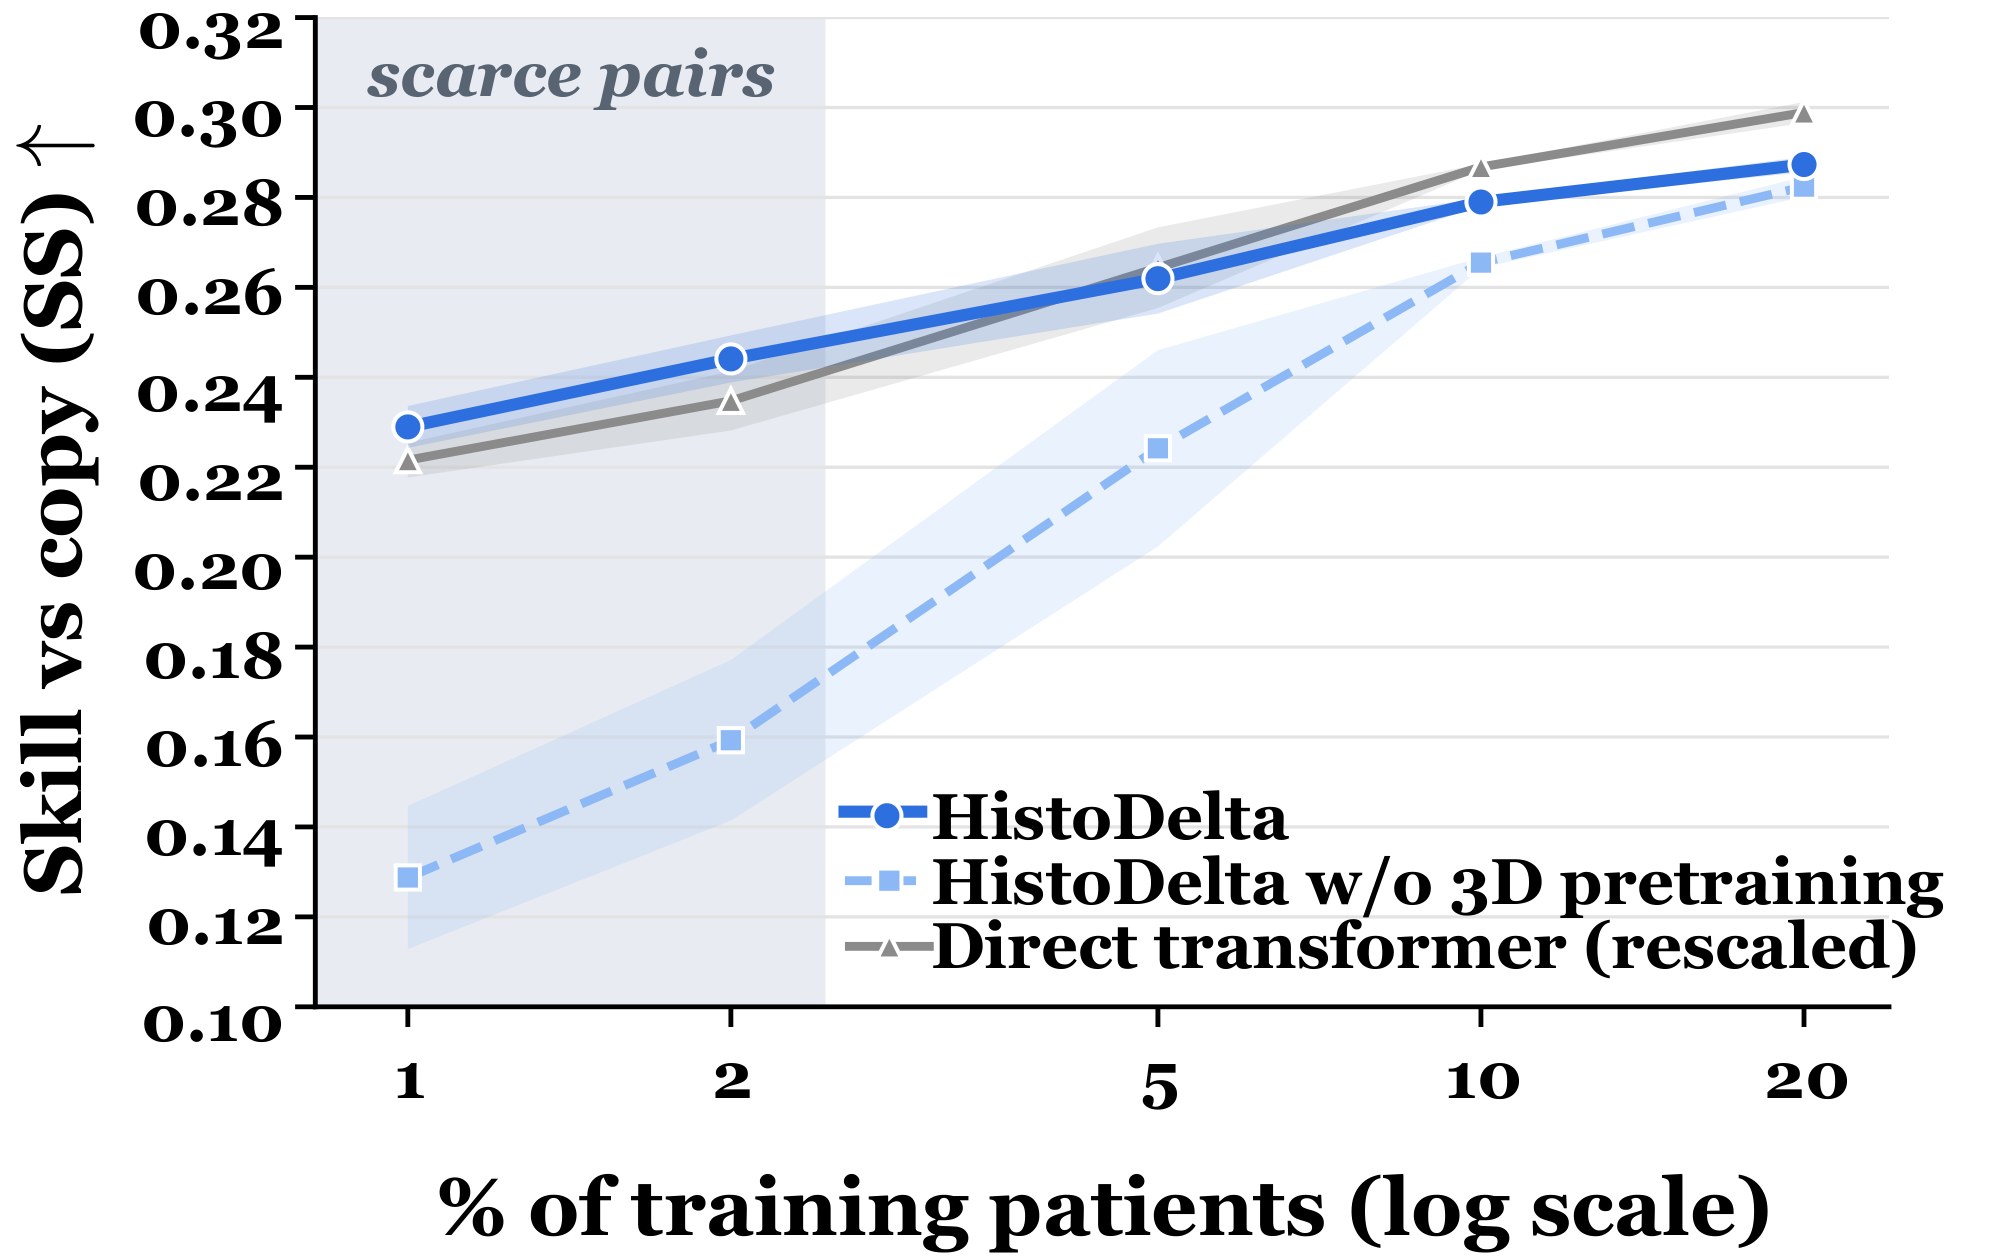 Skill vs copy (SS) ↑
0.32
0.30
0.28
0.26
0.24
0.22
0.20
0.18
0.16
0.14
0.12
0.10
scarce pairs
HistoDelta
HistoDelta w/o 3D pretraining
Direct transformer (rescaled)
1 2 5 10 20
% of training patients (log scale)